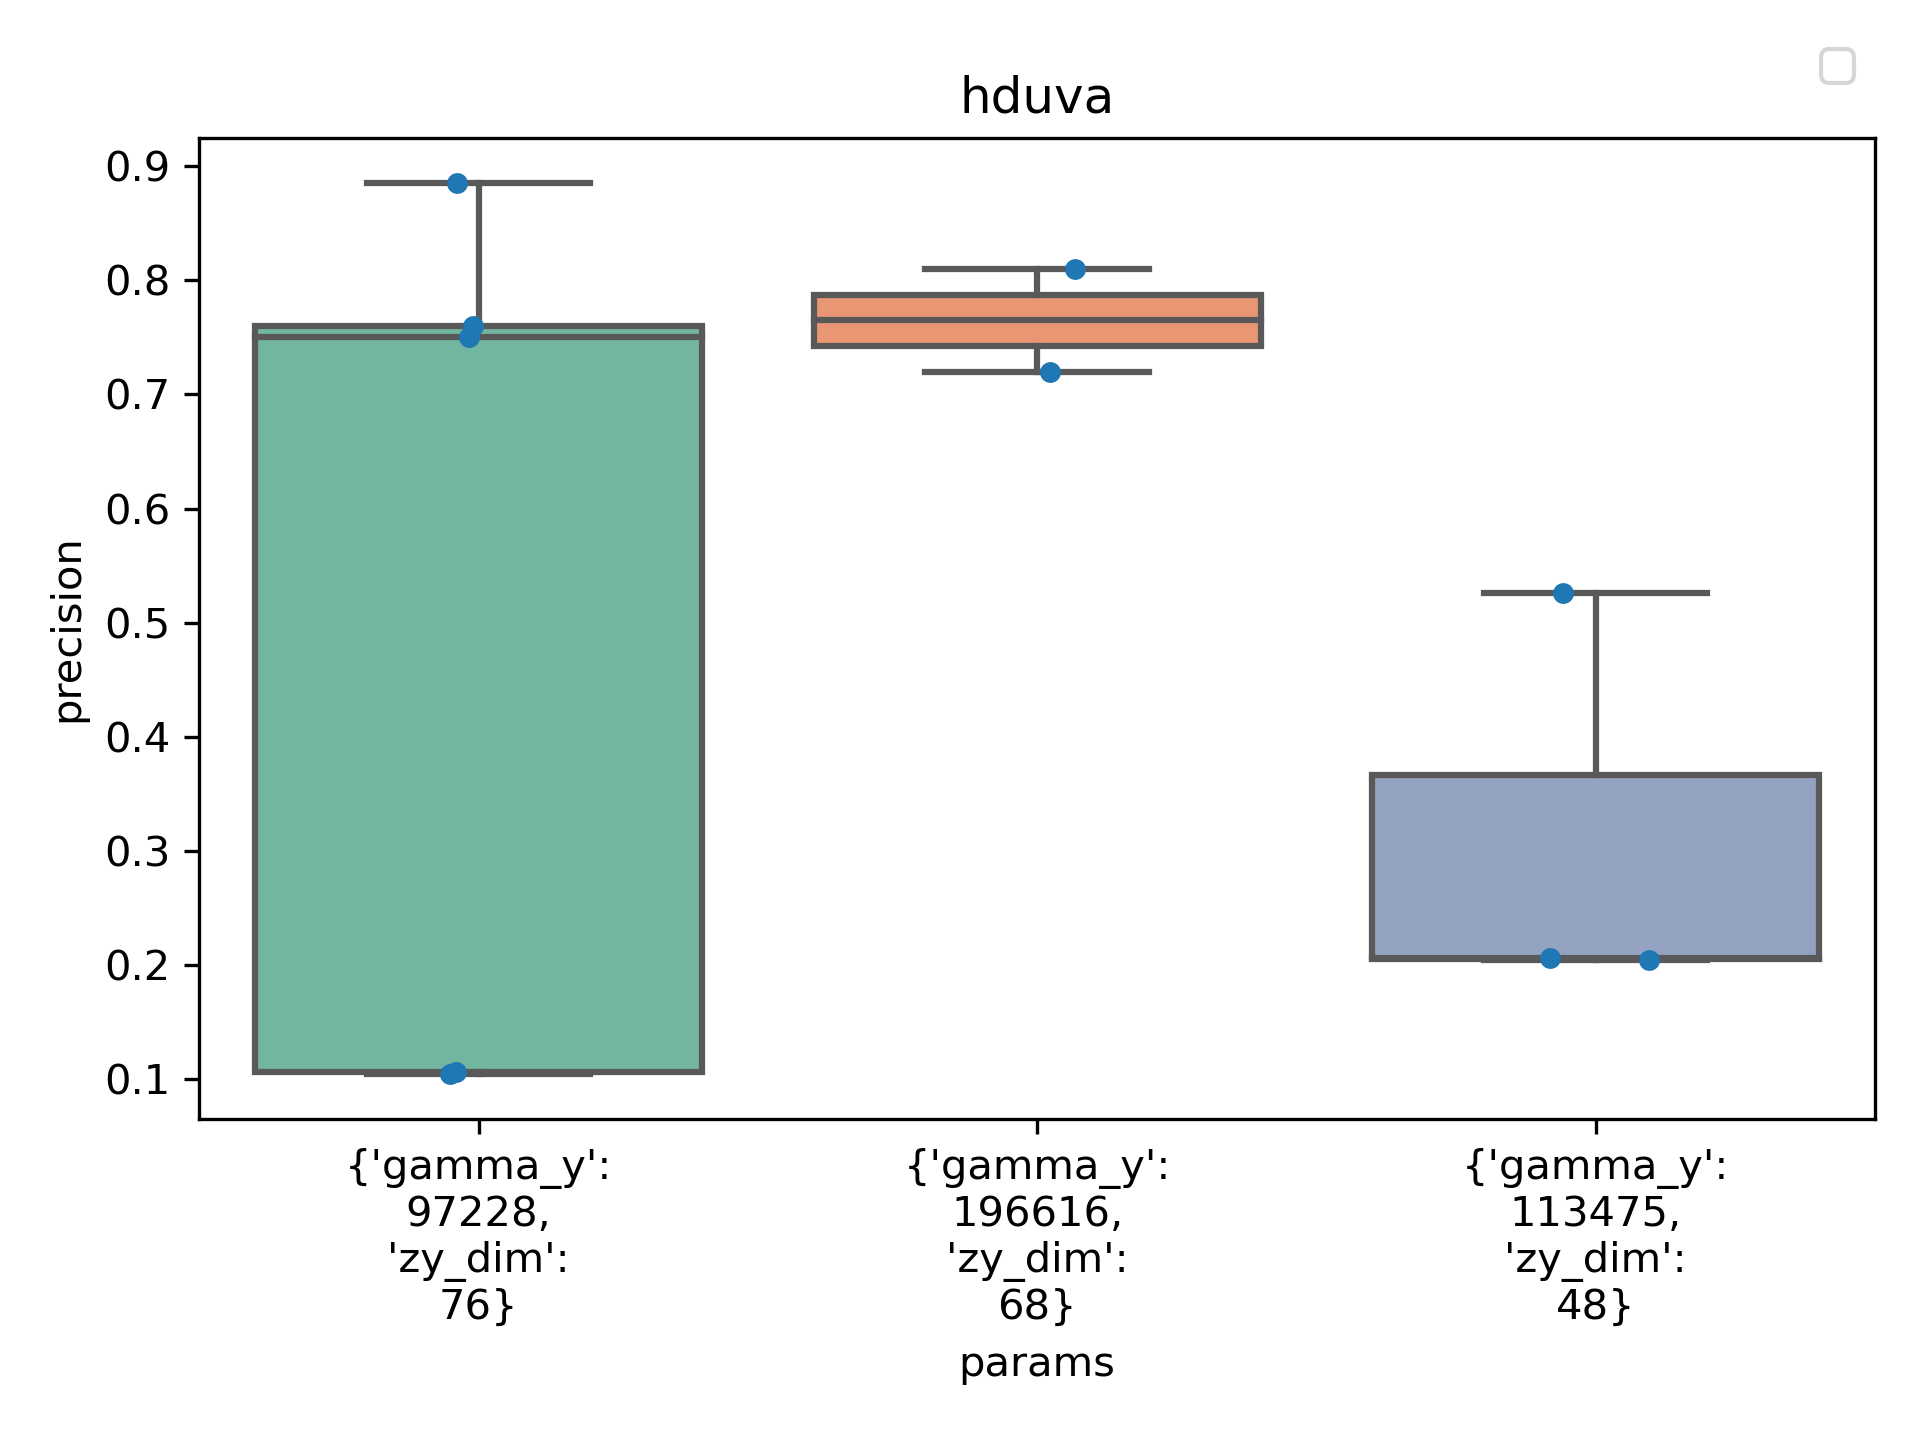 hduva
precision
0.9
0.8
0.7
0.6
0.5
0.4
0.3
0.2
0.1
{'gamma_y':
97228,
'zy_dim':
76}
{'gamma_y':
196616,
'zy_dim':
68}
{'gamma_y':
113475,
'zy_dim':
48}
params